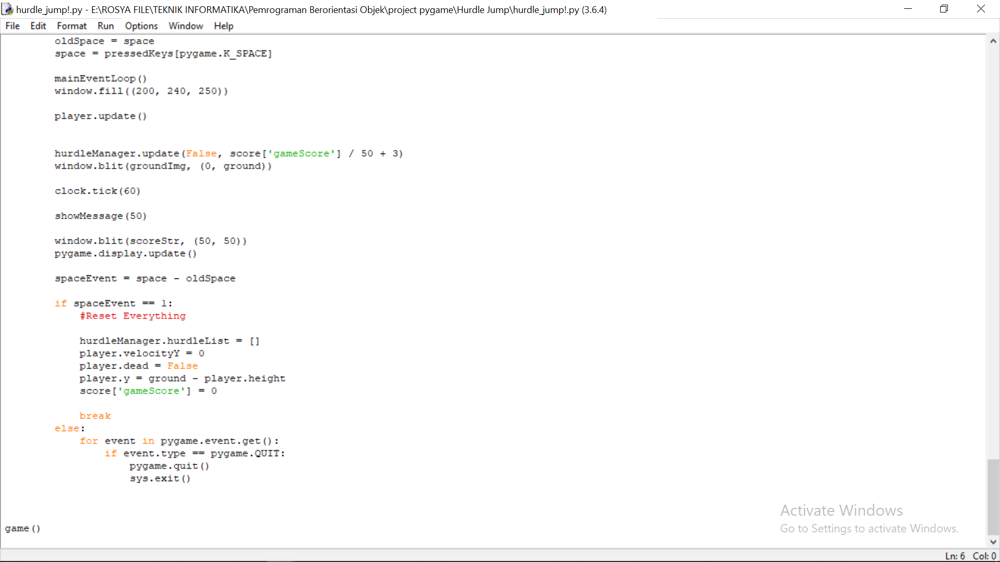 hurdle_jump!.py - E:\ROSYA FILE\TEKNIK INFORMATIKA\Pemrograman Berorientasi Objek\project pygame\Hurdle Jump\hurdle_jump!.py (3.6.4)
File Edit Format Run Options Window Help
oldSpace = space
space = pressedKeys[pygame.K_SPACE]
mainEventLoop()
window.fill((200, 240, 250))
player.update()
hurdleManager.update(False, score['gameScore'] / 50 + 3)
window.blit(groundImg, (0, ground))
clock.tick(60)
showMessage(50)
window.blit(scoreStr, (50, 50))
pygame.display.update()
spaceEvent = space - oldSpace
if spaceEvent == 1:
#Reset Everything
hurdleManager.hurdleList = []
player.velocityY = 0
player.dead = False
player.y = ground - player.height
score['gameScore'] = 0
break
else:
for event in pygame.event.get():
if event.type == pygame.QUIT:
pygame.quit()
sys.exit()
game()
Activate Windows
Go to Settings to activate Windows.
Ln: 6 Col: 0